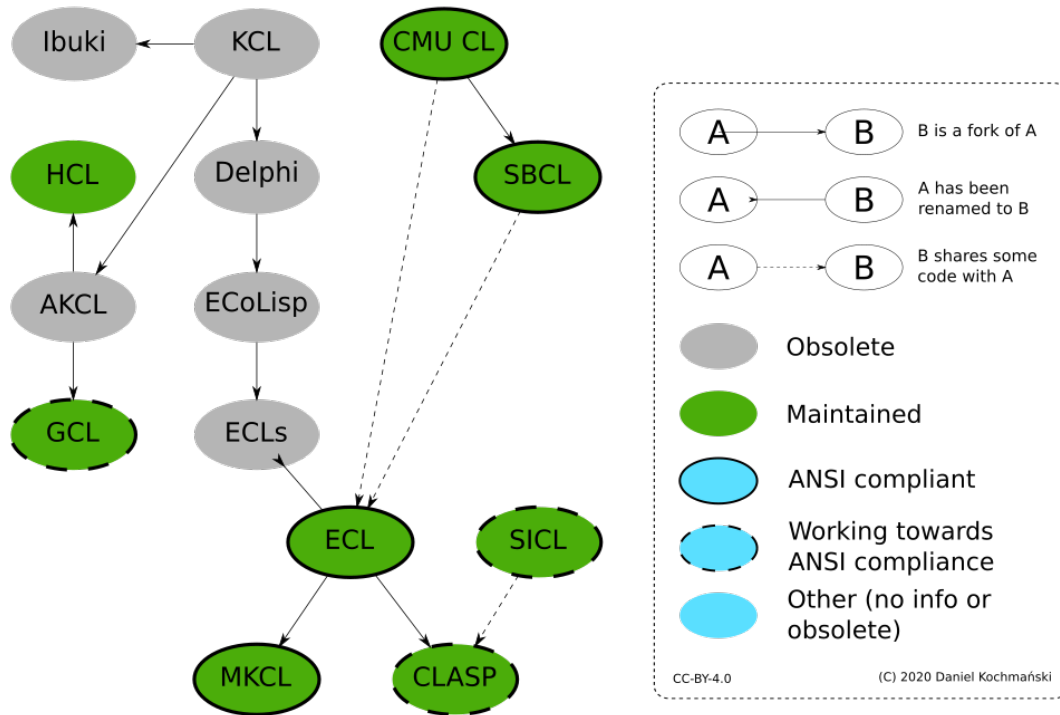 Ibuki
KCL
CMU CL
HCL
Delphi
SBCL
AKCL
ECoLisp
GCL
ECLs
ECL
SICL
MKCL
CLASP
A
B
B is a fork of A
A
B
A has been
renamed to B
A
B
B shares some
code with A
Obsolete
Maintained
ANSI compliant
Working towards
ANSI compliance
Other (no info or
obsolete)
CC-BY-4.0
(C) 2020 Daniel Kochmański